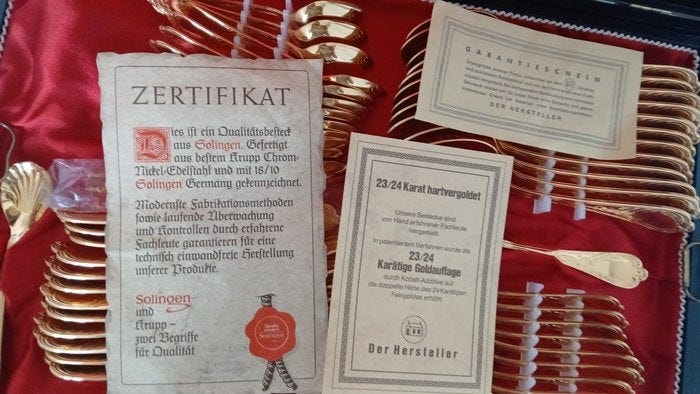 ZERTIFIKAT
Dies ist ein Qualitätsbesteck
aus Solingen. Gefertigt
aus bestem Krupp Chrom-
Nickel-Edelstahl und mit 18/10
Solingen Germany gekennzeichnet.
Modernste Fabrikationsmethoden
sowie laufende Überwachung
und Kontrollen durch erfahrene
Fachleute garantieren für eine
technisch einwandfreie Herstellung
unserer Produkte.
Solingen
und
Krupp –
zwei Begriffe
für Qualität
Solingen
23/24 Karat hartvergoldet
Unsere Bestecke sind
von Hand erfahrener Fachleute
hergestellt.
In patentiertem Verfahren wurde die
23/24
Karätige Goldauflage
durch Kobalt-Additive auf
die doppelte Härte des 24 Karätigen
Feingoldes erhöht.
Der Hersteller
GARANTIESCHEIN
DER HERSTELLER